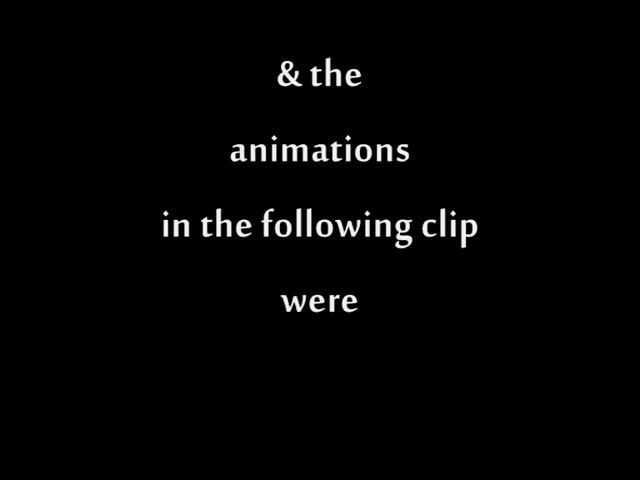 & the
animations
in the following clip
were